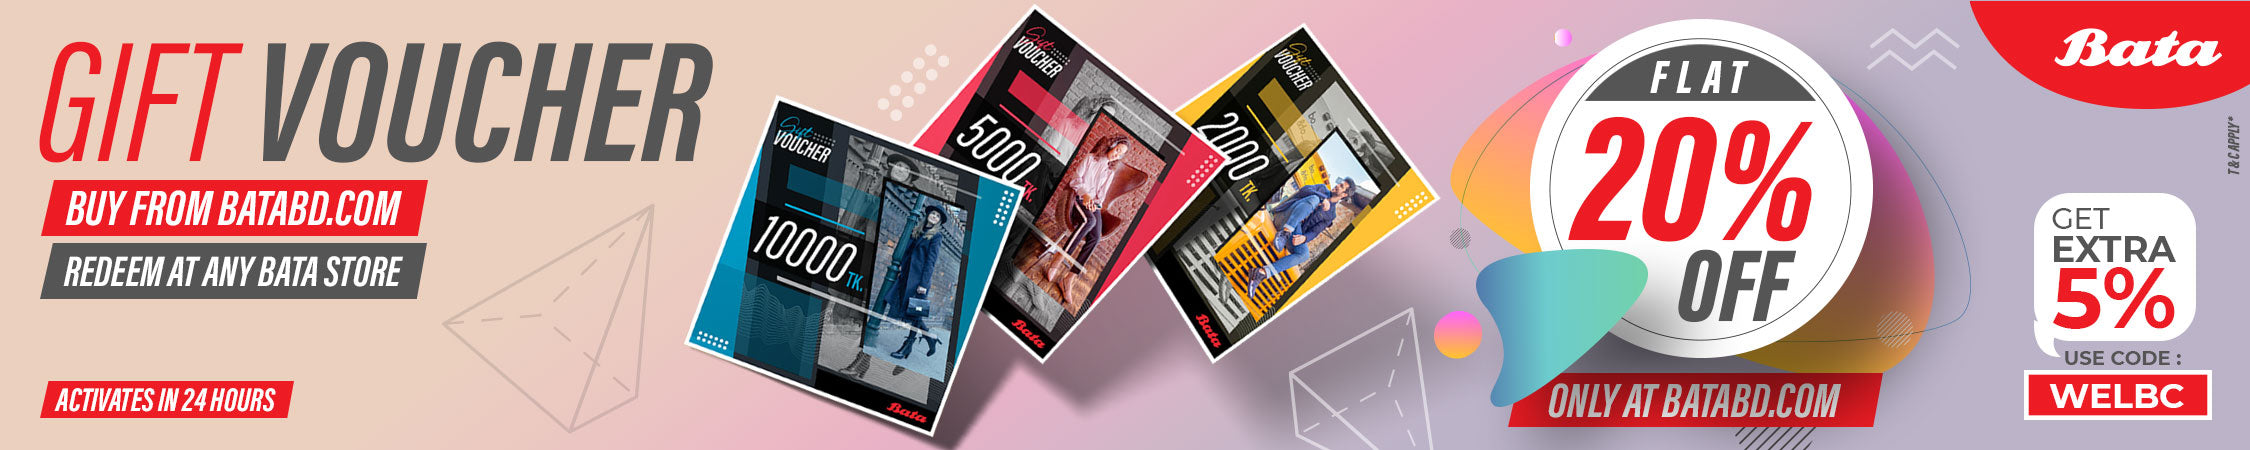 GIFT VOUCHER
BUY FROM BATABD.COM
REDEEM AT ANY BATA STORE
ACTIVATES IN 24 HOURS
Gift
VOUCHER
10000 TK.
Bata
Gift
VOUCHER
5000 TK.
Bata
Gift
VOUCHER
2000 TK.
Bata
FLAT
20%
OFF
ONLY AT BATABD.COM
Bata
T & C APPLY*
GET
EXTRA
5%
USE CODE :
WELBC